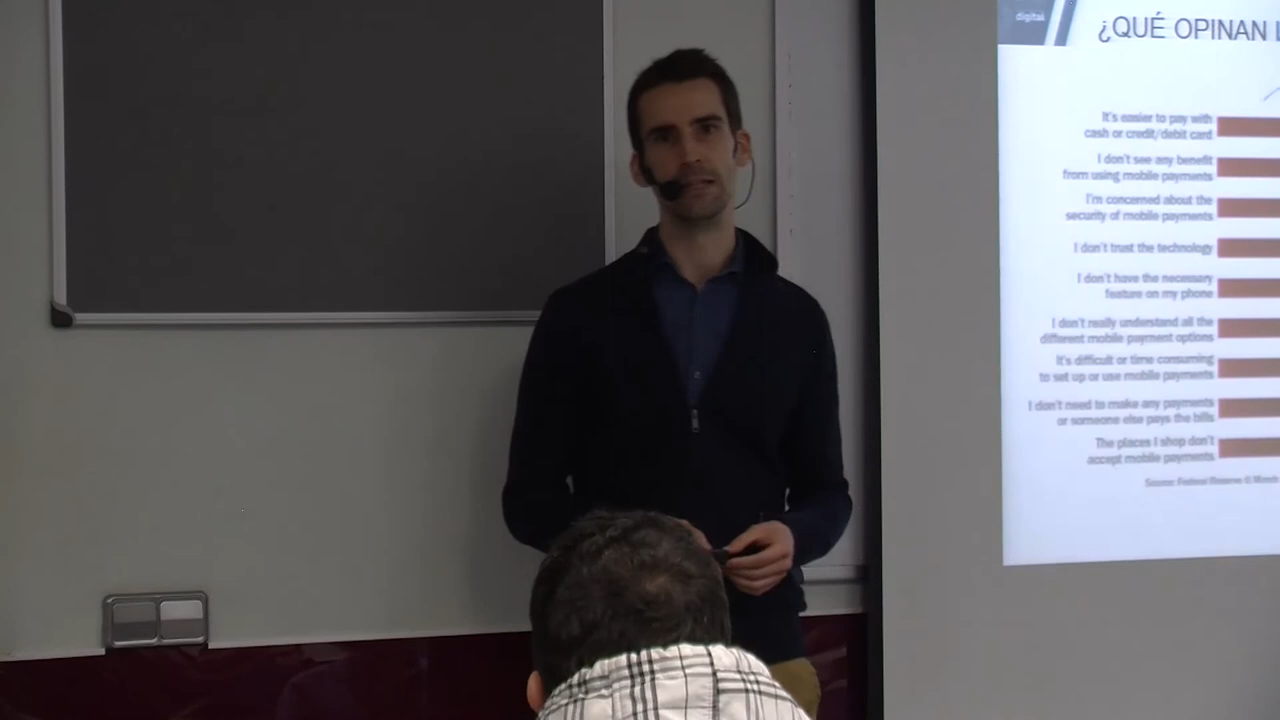 digital
¿QUÉ OPINAN L
It's easier to pay with
cash or credit/debit card
I don't see any benefit
from using mobile payments
I'm concerned about the
security of mobile payments
I don't trust the technology
I don't have the necessary
feature on my phone
I don't really understand all the
different mobile payment options
It's difficult or time consuming
to set up or use mobile payments
I don't need to make any payments
or someone else pays the bills
The places I shop don't
accept mobile payments
Source: Federal Reserve